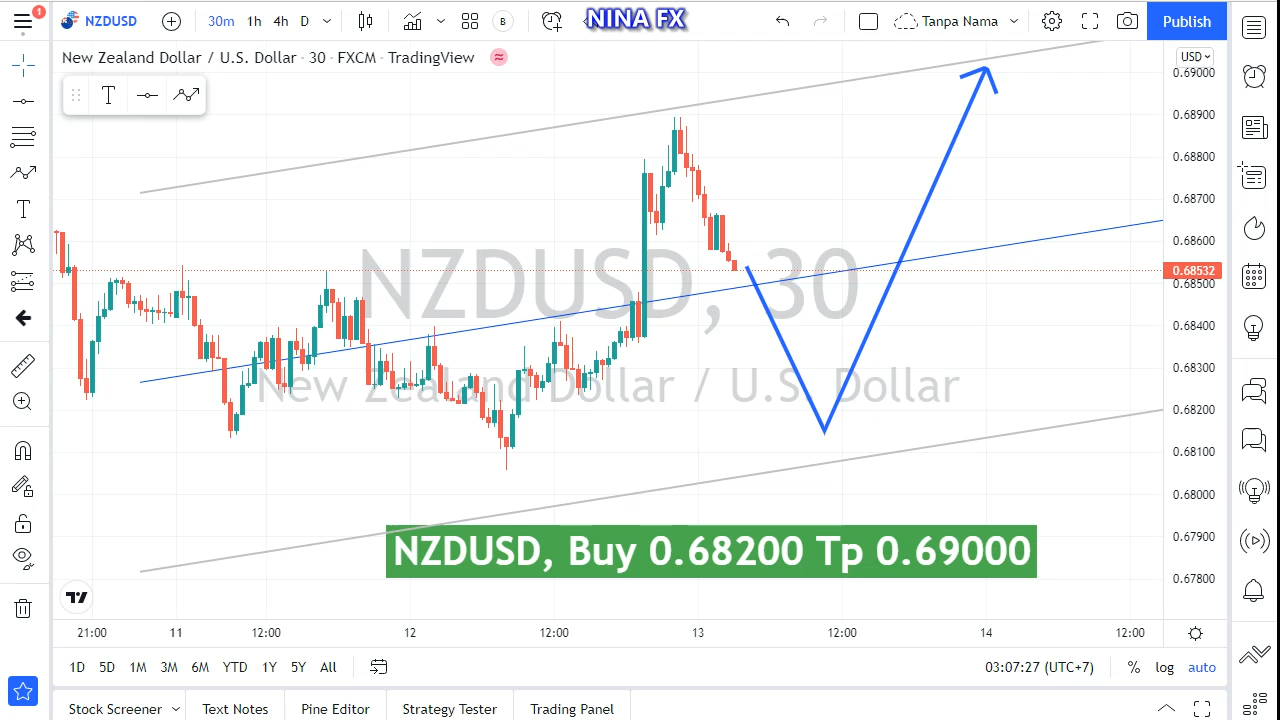 1
NZDUSD
30m 1h 4h D
B
NINA FX
Tanpa Nama
Publish
New Zealand Dollar / U.S. Dollar · 30 · FXCM · TradingView
USD
T
T
NZDUSD, 30
New Zealand Dollar / U.S. Dollar
0.69000
0.68900
0.68800
0.68700
0.68600
0.68532
0.68500
0.68400
0.68300
0.68200
0.68100
0.68000
0.67900
0.67800
NZDUSD, Buy 0.68200 Tp 0.69000
21:00 11 12:00 12 12:00 13 12:00 14 12:00
1D 5D 1M 3M 6M YTD 1Y 5Y All
03:07:27 (UTC+7) % log auto
Stock Screener Text Notes Pine Editor Strategy Tester Trading Panel